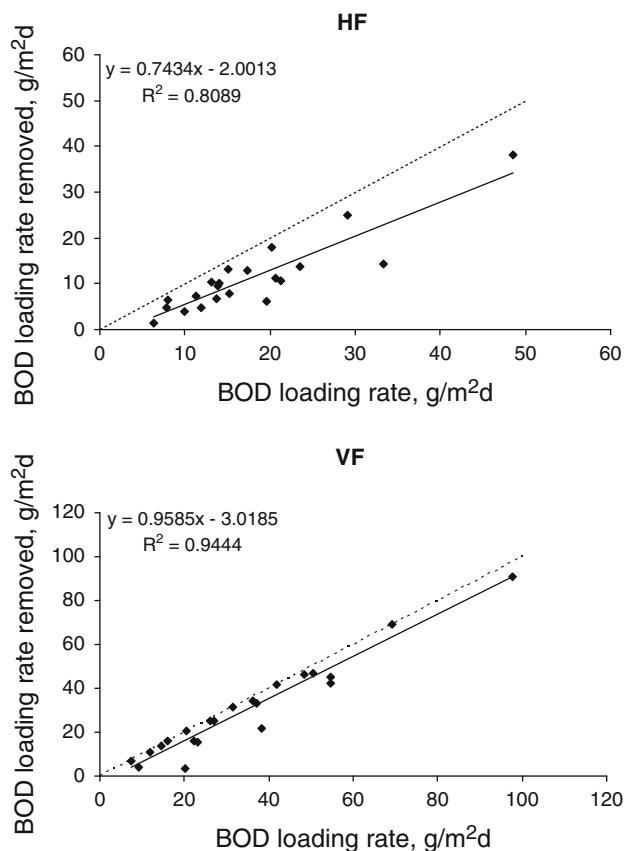 HF
y = 0.7434x - 2.0013
R² = 0.8089
BOD loading rate removed, g/m²d
60
50
40
30
20
10
0
0 10 20 30 40 50 60
BOD loading rate, g/m²d
VF
y = 0.9585x - 3.0185
R² = 0.9444
BOD loading rate removed, g/m²d
120
100
80
60
40
20
0
0 20 40 60 80 100 120
BOD loading rate, g/m²d